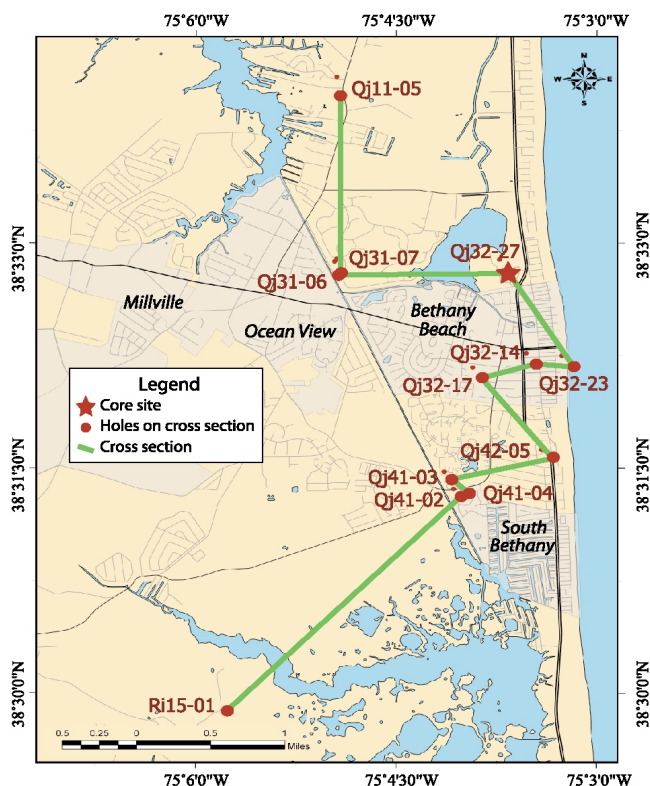 75°6'0"W 75°4'30"W 75°3'0"W
N
W E
S
Qj11-05
38°33'0"N
38°33'0"N
Qj32-27
Qj31-07
Qj31-06
Millville
Bethany
Beach
Ocean View
Qj32-14
Qj32-17
Qj32-23
Legend
Core site
Holes on cross section
Cross section
Qj42-05
38°31'30"N
38°31'30"N
Qj41-03
Qj41-02
Qj41-04
South
Bethany
38°30'0"N
38°30'0"N
Ri15-01
0.5 0.25 0 0.5 1
Miles
75°6'0"W 75°4'30"W 75°3'0"W